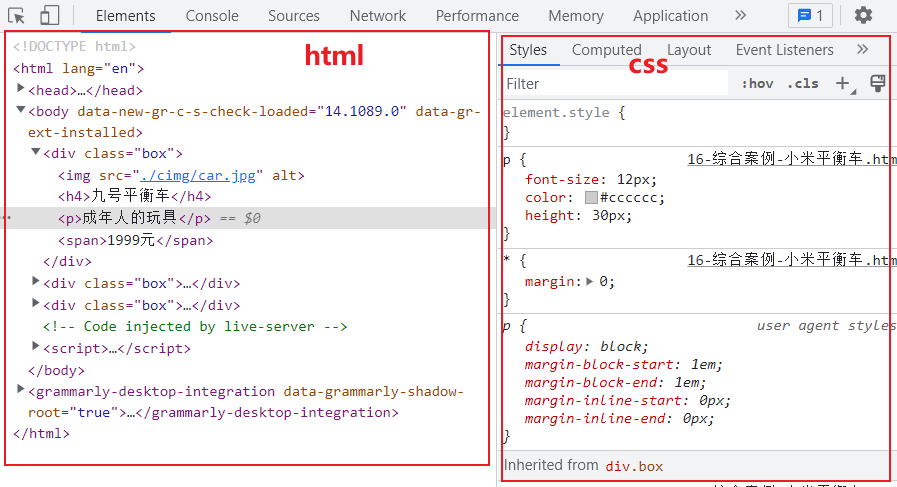 Elements Console Sources Network Performance Memory Application » 1
<!DOCTYPE html>
html
<html lang="en">
<head>…</head>
<body data-new-gr-c-s-check-loaded="14.1089.0" data-gr-
ext-installed>
<div class="box">
<img src="./cimg/car.jpg" alt>
<h4>九号平衡车</h4>
<p>成年人的玩具</p> == $0
<span>1999元</span>
</div>
<div class="box">…</div>
<div class="box">…</div>
<!-- Code injected by live-server -->
<script>…</script>
</body>
<grammarly-desktop-integration data-grammarly-shadow-
root="true">…</grammarly-desktop-integration>
</html>
Styles Computed Layout Event Listeners »
css
Filter :hov .cls +
element.style {
}
p { 16-综合案例-小米平衡车.htm
font-size: 12px;
color: #cccccc;
height: 30px;
}
* { 16-综合案例-小米平衡车.htm
margin: 0;
}
p { user agent styles
display: block;
margin-block-start: 1em;
margin-block-end: 1em;
margin-inline-start: 0px;
margin-inline-end: 0px;
}
Inherited from div.box